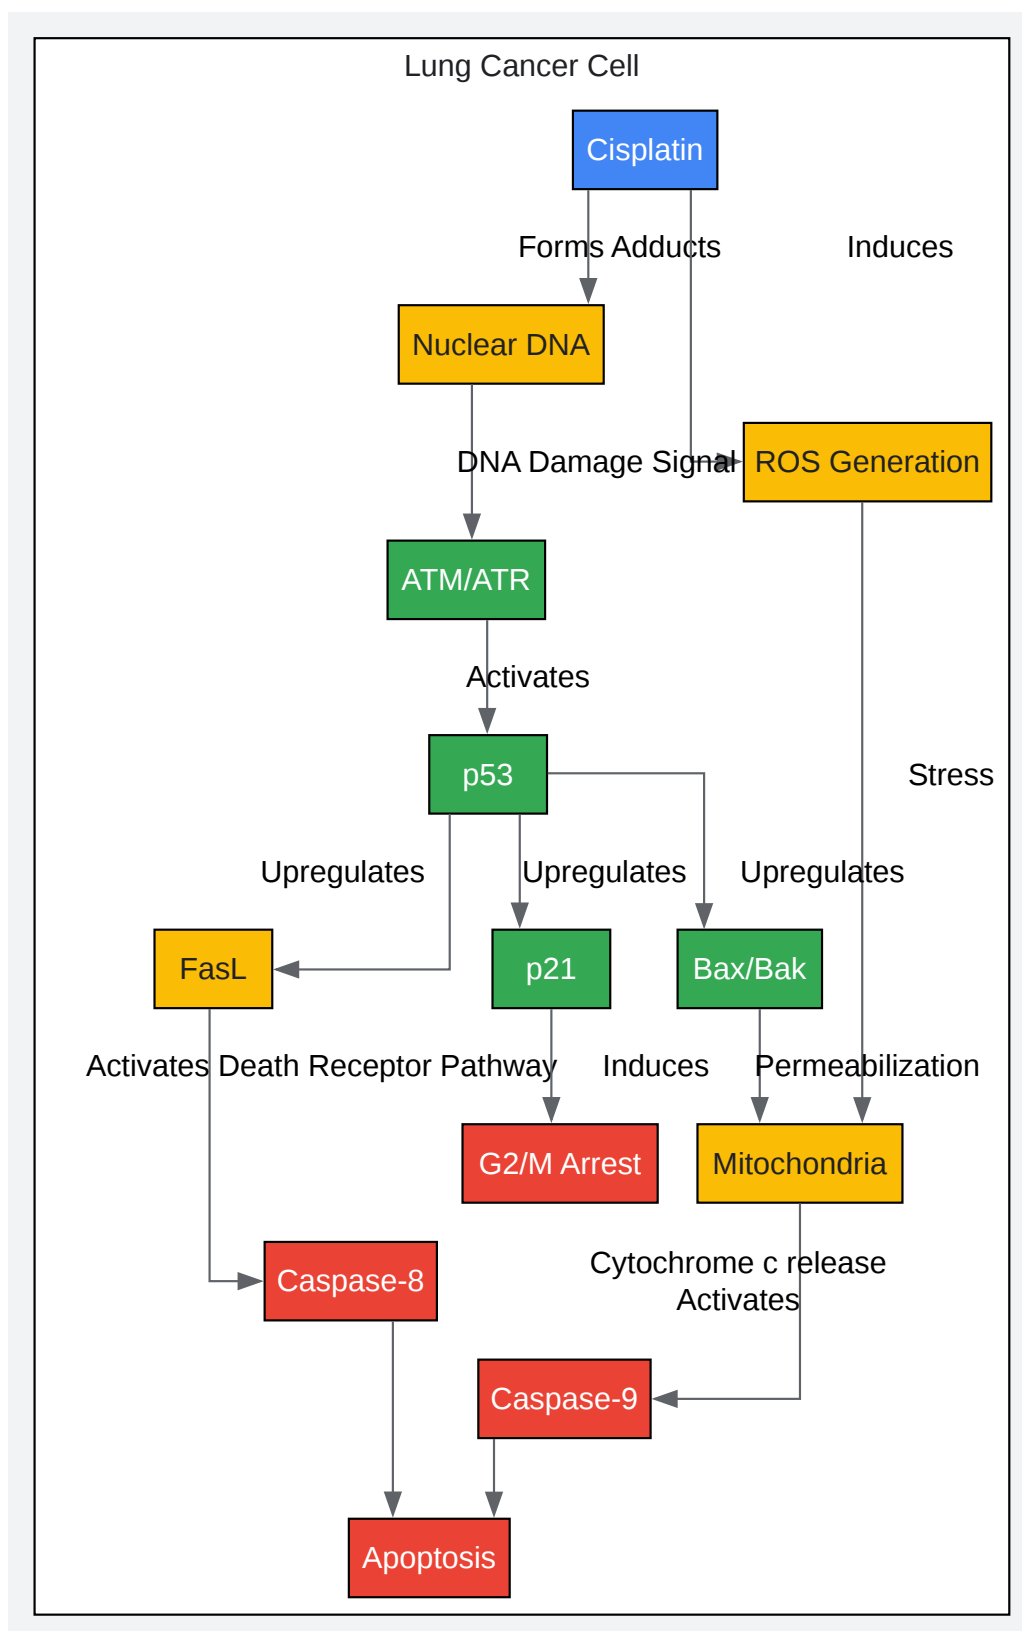 Lung Cancer Cell
Cisplatin
Forms Adducts
Induces
Nuclear DNA
DNA Damage Signal
ROS Generation
ATM/ATR
Activates
p53
Stress
Upregulates
Upregulates
Upregulates
FasL
p21
Bax/Bak
Activates Death Receptor Pathway
Induces
Permeabilization
G2/M Arrest
Mitochondria
Cytochrome c release
Activates
Caspase-8
Caspase-9
Apoptosis